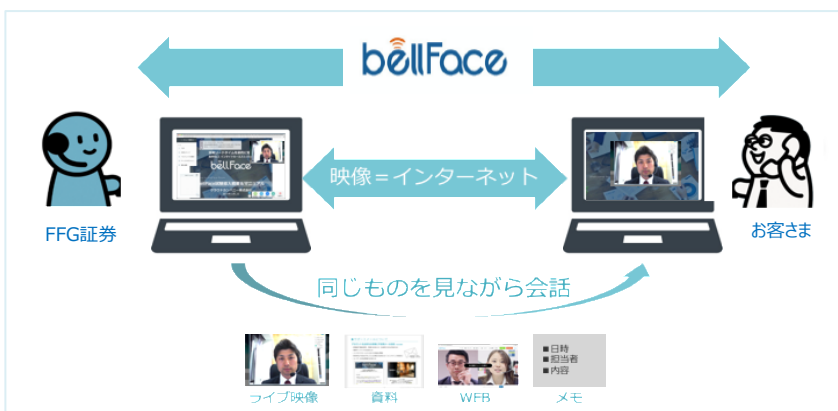 bellFace
bellFace
映像=インターネット
FFG証券
お客さま
同じものを見ながら会話
■日時
■担当者
■内容
ライブ映像
資料
WEB
メモ